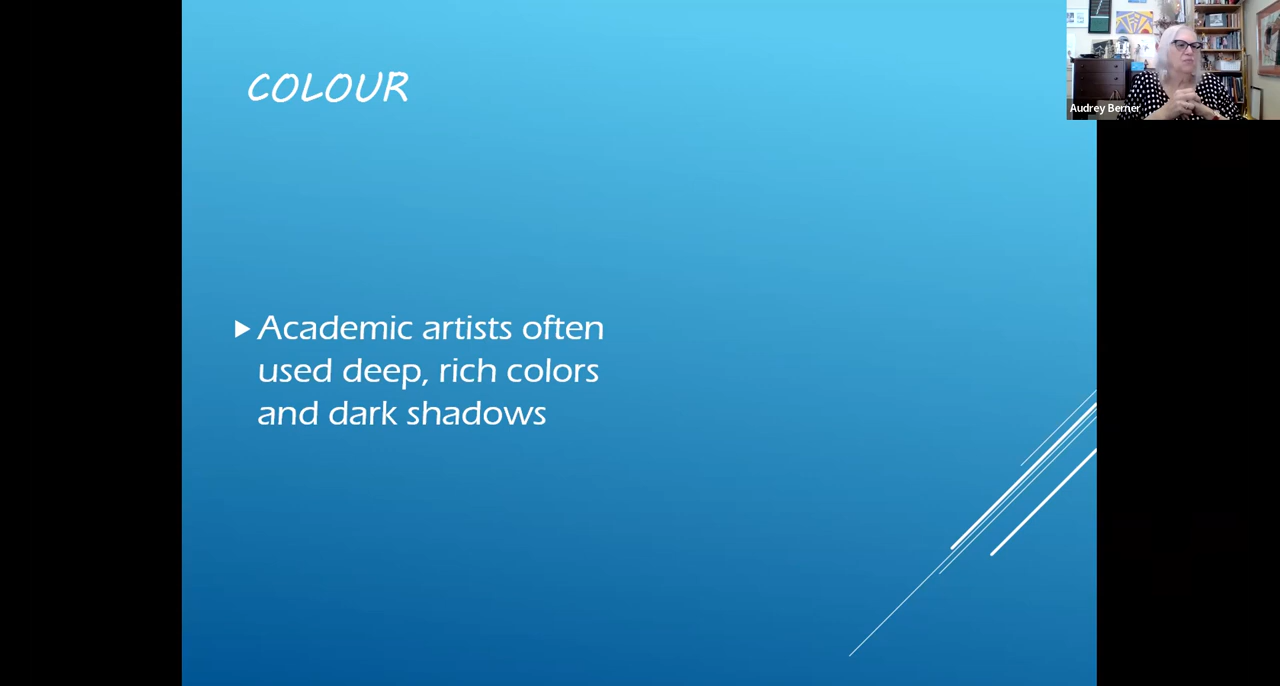 COLOUR
Academic artists often
used deep, rich colors
and dark shadows
Audrey Berner